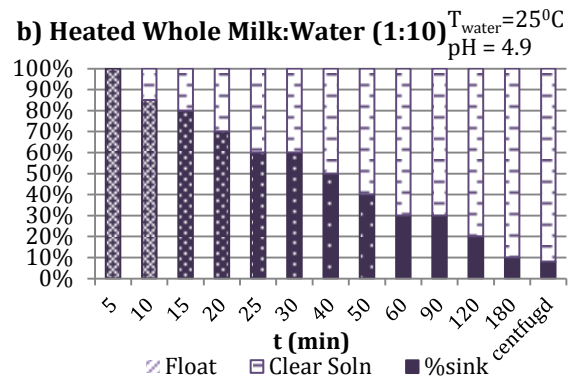 b) Heated Whole Milk:Water (1:10) Twater=25⁰C
pH = 4.9
100%
90%
80%
70%
60%
50%
40%
30%
20%
10%
0%
5 10 15 20 25 30 40 50 60 90 120 180 centfugd
t (min)
Float Clear Soln %sink